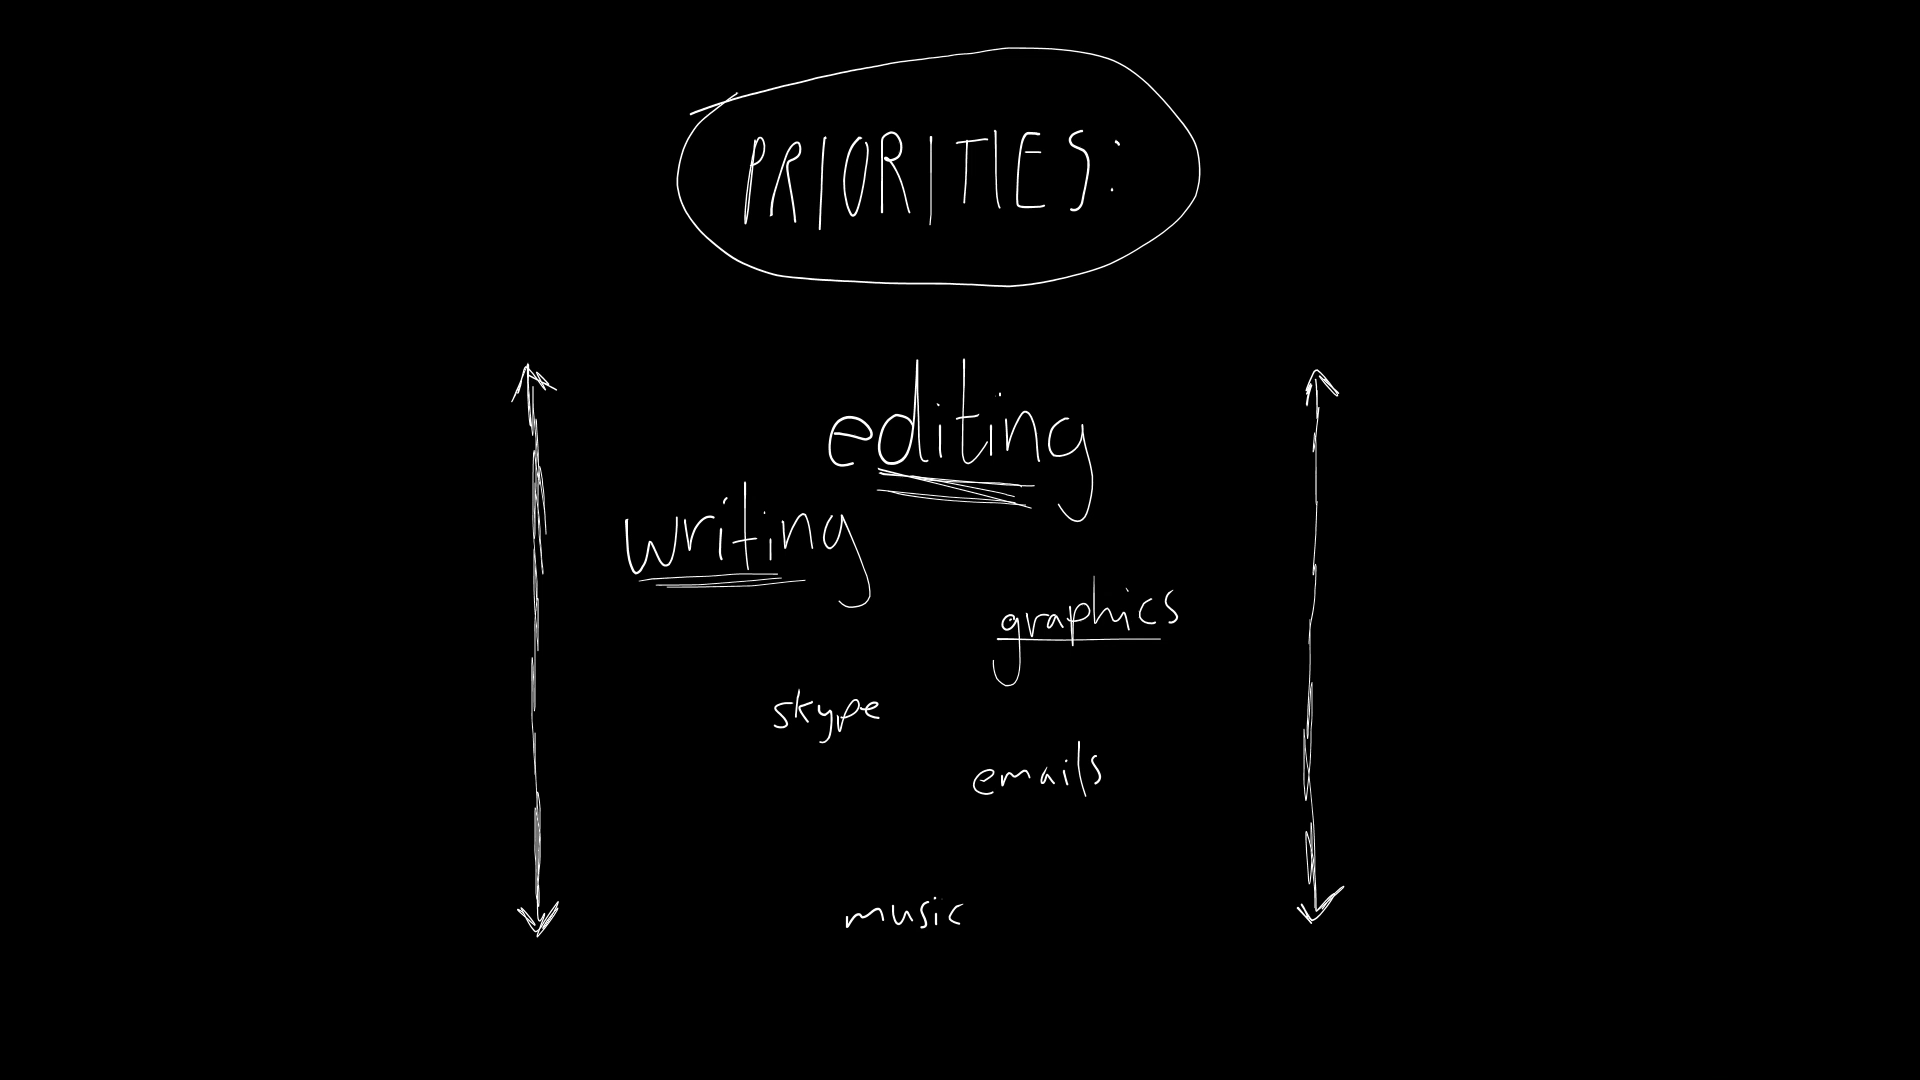 PRIORITIES:
editing
writing
graphics
skype
emails
music